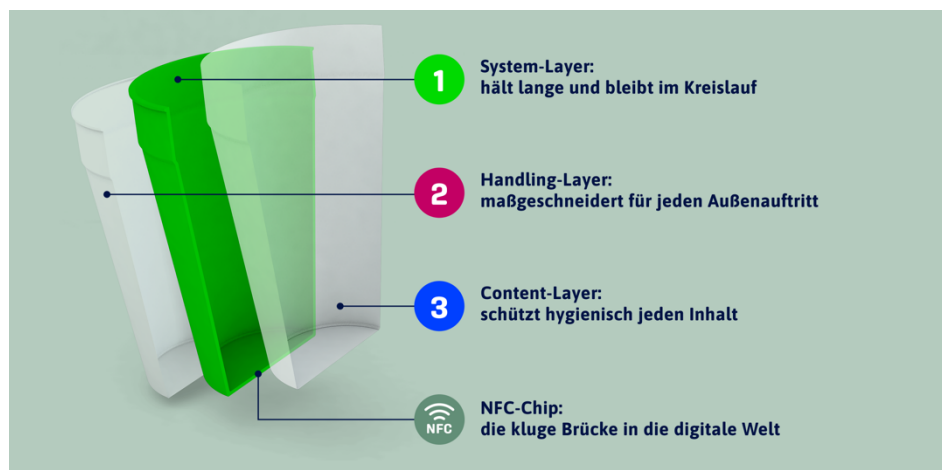 1
System-Layer:
hält lange und bleibt im Kreislauf
2
Handling-Layer:
maßgeschneidert für jeden Außenauftritt
3
Content-Layer:
schützt hygienisch jeden Inhalt
NFC
NFC-Chip:
die kluge Brücke in die digitale Welt